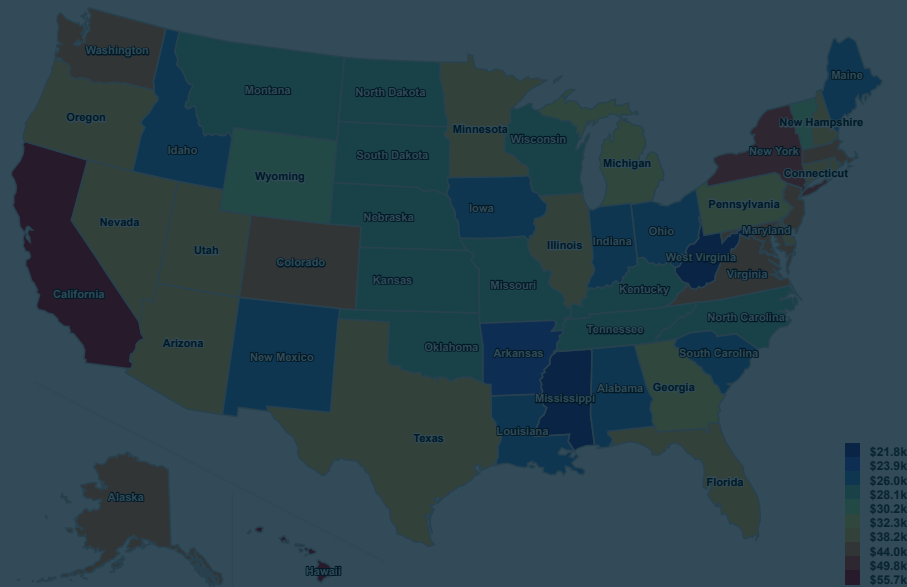 Washington
Maine
Montana
North Dakota
Oregon
New Hampshire
Minnesota
Wisconsin
Idaho
New York
South Dakota
Michigan
Wyoming
Connecticut
Iowa
Pennsylvania
Nebraska
Nevada
Maryland
Ohio
Indiana
Illinois
Utah
West Virginia
Colorado
Virginia
Kansas
Missouri
Kentucky
California
North Carolina
Tennessee
Arizona
Oklahoma
Arkansas
South Carolina
New Mexico
Georgia
Alabama
Mississippi
Louisiana
Texas
$21.8k
$23.9k
$26.0k
$28.1k
$30.2k
$32.3k
$38.2k
$44.0k
$49.8k
$55.7k
Florida
Alaska
Hawaii